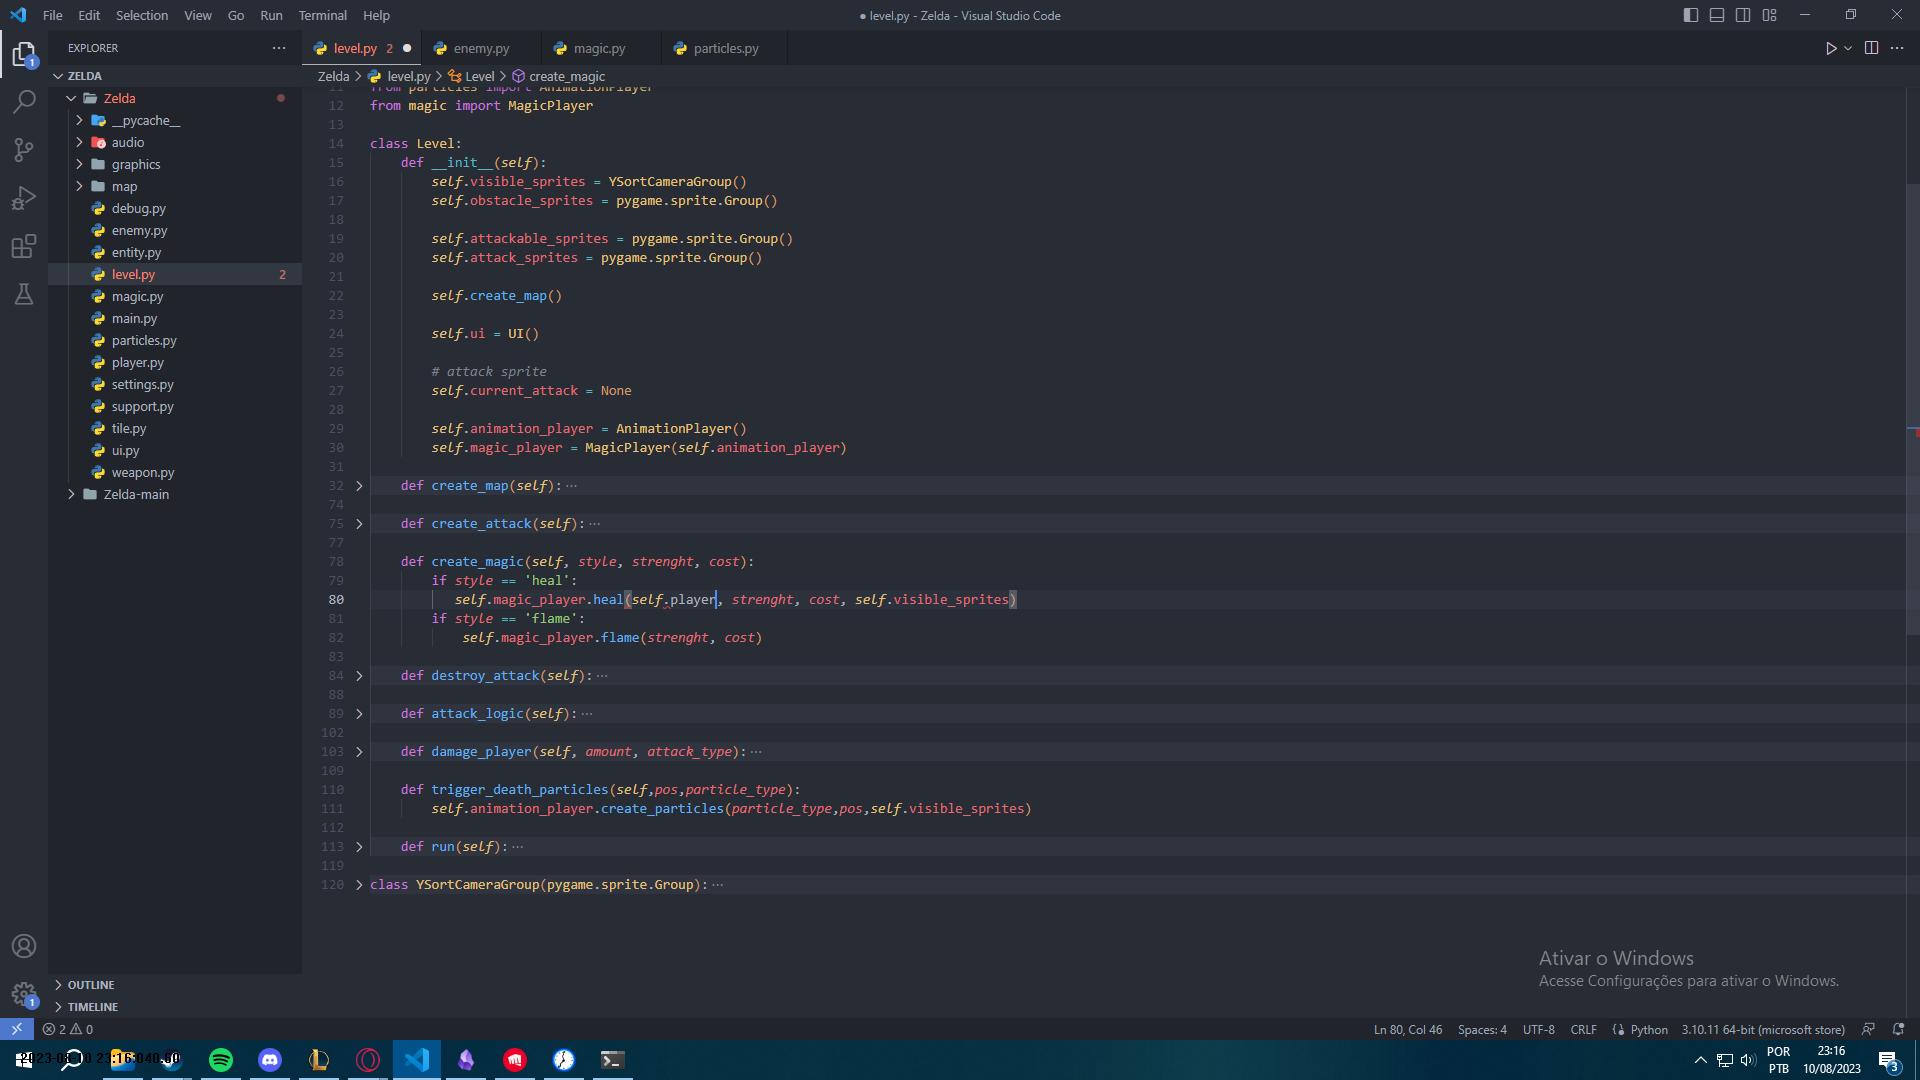 File Edit Selection View Go Run Terminal Help
● level.py - Zelda - Visual Studio Code
EXPLORER
level.py 2
enemy.py
magic.py
particles.py
ZELDA
Zelda > level.py > Level > create_magic
Zelda
__pycache__
audio
graphics
map
debug.py
enemy.py
entity.py
level.py 2
magic.py
main.py
particles.py
player.py
settings.py
support.py
tile.py
ui.py
weapon.py
Zelda-main
OUTLINE
TIMELINE
11 from particles import AnimationPlayer
12 from magic import MagicPlayer
13
14 class Level:
15 def __init__(self):
16 self.visible_sprites = YSortCameraGroup()
17 self.obstacle_sprites = pygame.sprite.Group()
18
19 self.attackable_sprites = pygame.sprite.Group()
20 self.attack_sprites = pygame.sprite.Group()
21
22 self.create_map()
23
24 self.ui = UI()
25
26 # attack sprite
27 self.current_attack = None
28
29 self.animation_player = AnimationPlayer()
30 self.magic_player = MagicPlayer(self.animation_player)
31
32 def create_map(self): ···
74
75 def create_attack(self): ···
77
78 def create_magic(self, style, strenght, cost):
79 if style == 'heal':
80 self.magic_player.heal(self.player, strenght, cost, self.visible_sprites)
81 if style == 'flame':
82 self.magic_player.flame(strenght, cost)
83
84 def destroy_attack(self): ···
88
89 def attack_logic(self): ···
102
103 def damage_player(self, amount, attack_type): ···
109
110 def trigger_death_particles(self,pos,particle_type):
111 self.animation_player.create_particles(particle_type,pos,self.visible_sprites)
112
113 def run(self): ···
119
120 class YSortCameraGroup(pygame.sprite.Group): ···
Ativar o Windows
Acesse Configurações para ativar o Windows.
1
1
2 0
Ln 80, Col 46 Spaces: 4 UTF-8 CRLF Python 3.10.11 64-bit (microsoft store)
POR
PTB
23:16
10/08/2023
3